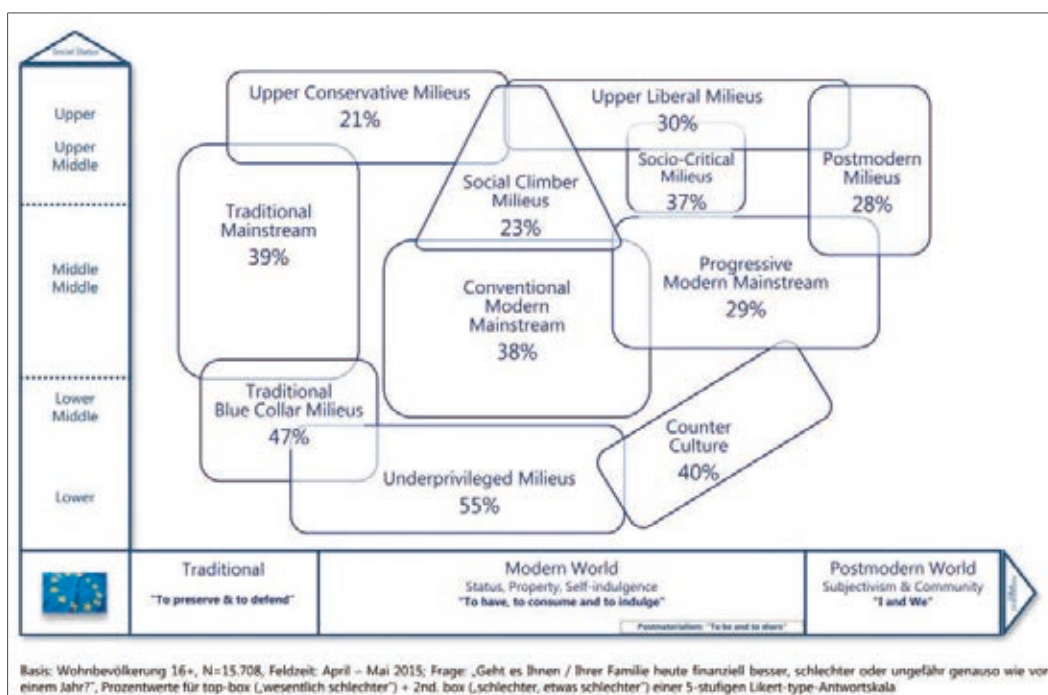 Social Status
Upper
Upper
Middle
Middle
Middle
Lower
Middle
Lower
Upper Conservative Milieus
21%
Upper Liberal Milieus
30%
Socio-Critical
Milieus
37%
Postmodern
Milieus
28%
Social Climber
Milieus
23%
Traditional
Mainstream
39%
Conventional
Modern
Mainstream
38%
Progressive
Modern Mainstream
29%
Traditional
Blue Collar Milieus
47%
Underprivileged Milieus
55%
Counter
Culture
40%
Traditional
"To preserve & to defend"
Modern World
Status, Property, Self-indulgence
"To have, to consume and to indulge"
Postmaterialism: "To be and to share"
Postmodern World
Subjectivism & Community
"I and We"
Basis: Wohnbevölkerung 16+, N=15.708, Feldzeit: April – Mai 2015; Frage: „Geht es Ihnen / Ihrer Familie heute finanziell besser, schlechter oder ungefähr genauso wie vor
einem Jahr?", Prozentwerte für top-box („wesentlich schlechter") + 2nd. box („schlechter, etwas schlechter") einer 5-stufigen Likert-type-Antwortskala